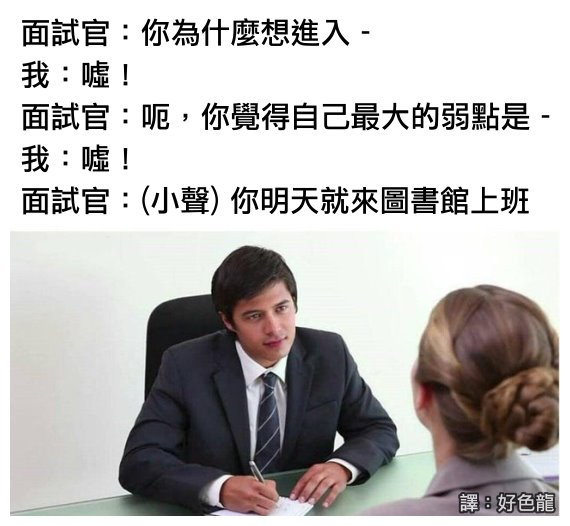 面試官：你為什麼想進入 -
我：噓！
面試官：呃，你覺得自己最大的弱點是 -
我：噓！
面試官：(小聲) 你明天就來圖書館上班
譯：好色龍